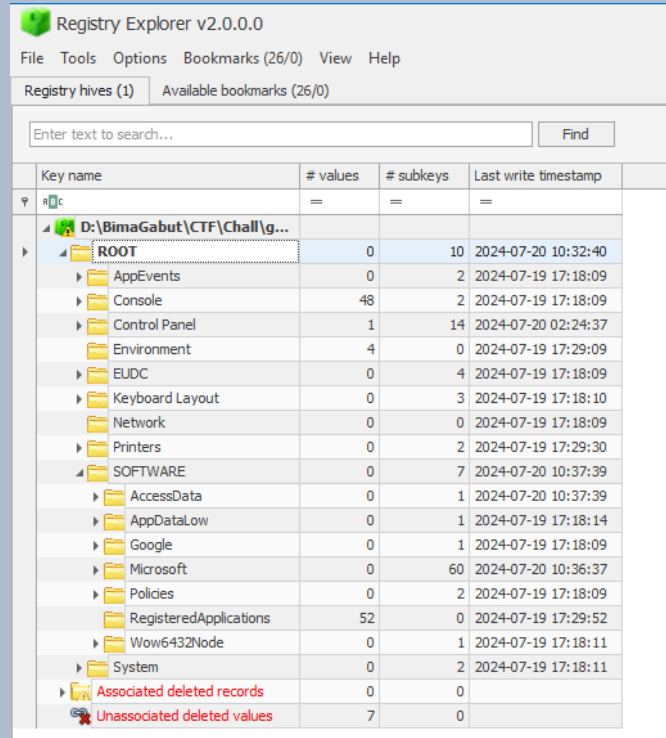 Registry Explorer v2.0.0.0
File Tools Options Bookmarks (26/0) View Help
Registry hives (1) Available bookmarks (26/0)
Enter text to search... Find
Key name # values # subkeys Last write timestamp
ABC = = =
D:\BimaGabut\CTF\Chall\g...
ROOT 0 10 2024-07-20 10:32:40
AppEvents 0 2 2024-07-19 17:18:09
Console 48 2 2024-07-19 17:18:09
Control Panel 1 14 2024-07-20 02:24:37
Environment 4 0 2024-07-19 17:29:09
EUDC 0 4 2024-07-19 17:18:09
Keyboard Layout 0 3 2024-07-19 17:18:10
Network 0 0 2024-07-19 17:18:09
Printers 0 2 2024-07-19 17:29:30
SOFTWARE 0 7 2024-07-20 10:37:39
AccessData 0 1 2024-07-20 10:37:39
AppDataLow 0 1 2024-07-19 17:18:14
Google 0 1 2024-07-19 17:18:09
Microsoft 0 60 2024-07-20 10:36:37
Policies 0 2 2024-07-19 17:18:09
RegisteredApplications 52 0 2024-07-19 17:29:52
Wow6432Node 0 1 2024-07-19 17:18:11
System 0 2 2024-07-19 17:18:11
Associated deleted records 0 0
Unassociated deleted values 7 0